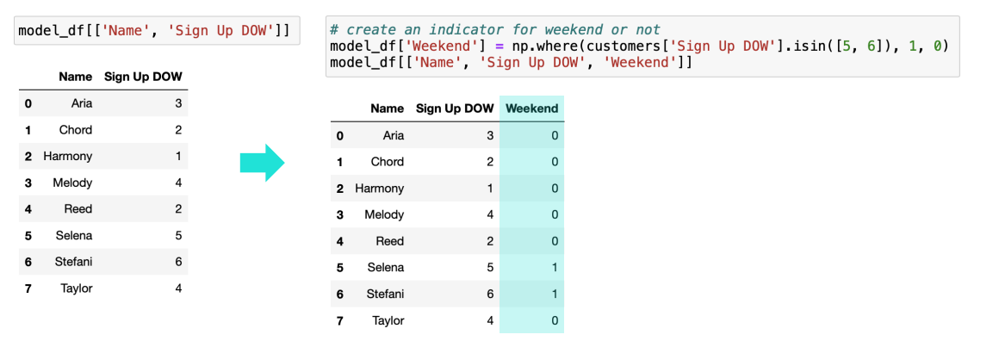 model_df[['Name', 'Sign Up DOW']]
Name Sign Up DOW
0 Aria 3
1 Chord 2
2 Harmony 1
3 Melody 4
4 Reed 2
5 Selena 5
6 Stefani 6
7 Taylor 4
# create an indicator for weekend or not
model_df['Weekend'] = np.where(customers['Sign Up DOW'].isin([5, 6]), 1, 0)
model_df[['Name', 'Sign Up DOW', 'Weekend']]
Name Sign Up DOW Weekend
0 Aria 3 0
1 Chord 2 0
2 Harmony 1 0
3 Melody 4 0
4 Reed 2 0
5 Selena 5 1
6 Stefani 6 1
7 Taylor 4 0